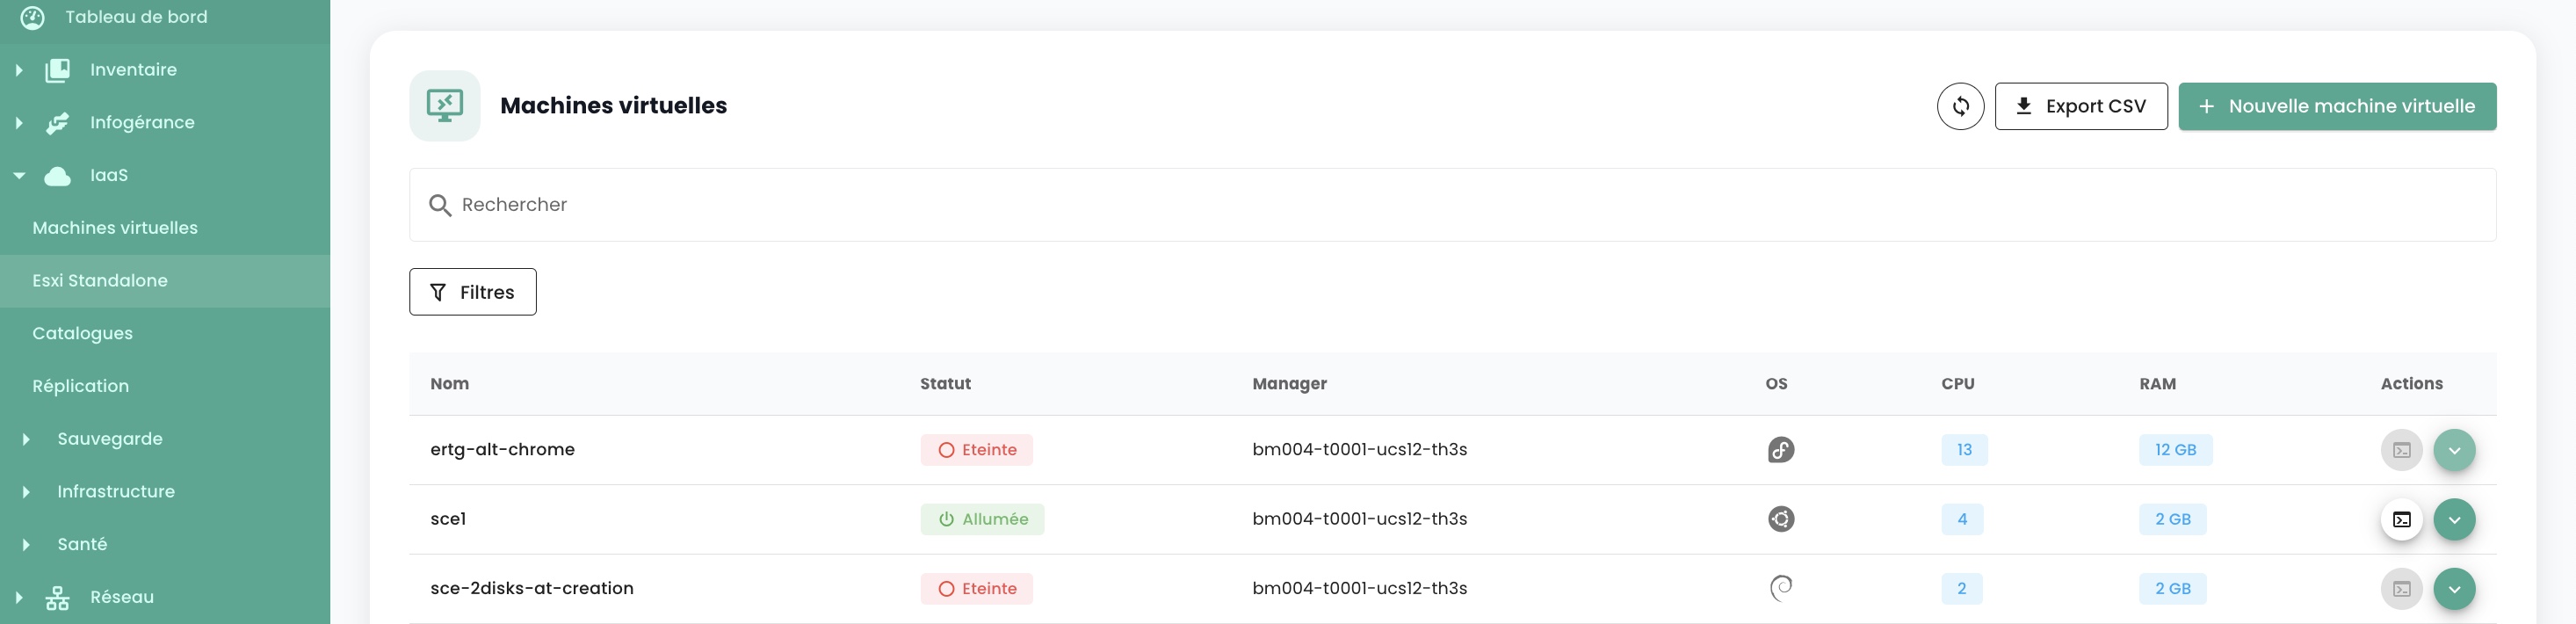 Tableau de bord
Inventaire
Infogérance
IaaS
Machines virtuelles
Esxi Standalone
Catalogues
Réplication
Sauvegarde
Infrastructure
Santé
Réseau
Machines virtuelles
Export CSV
+ Nouvelle machine virtuelle
Rechercher
Filtres
Nom Statut Manager OS CPU RAM Actions
ertg-alt-chrome Eteinte bm004-t0001-ucs12-th3s 13 12 GB
sce1 Allumée bm004-t0001-ucs12-th3s 4 2 GB
sce-2disks-at-creation Eteinte bm004-t0001-ucs12-th3s 2 2 GB